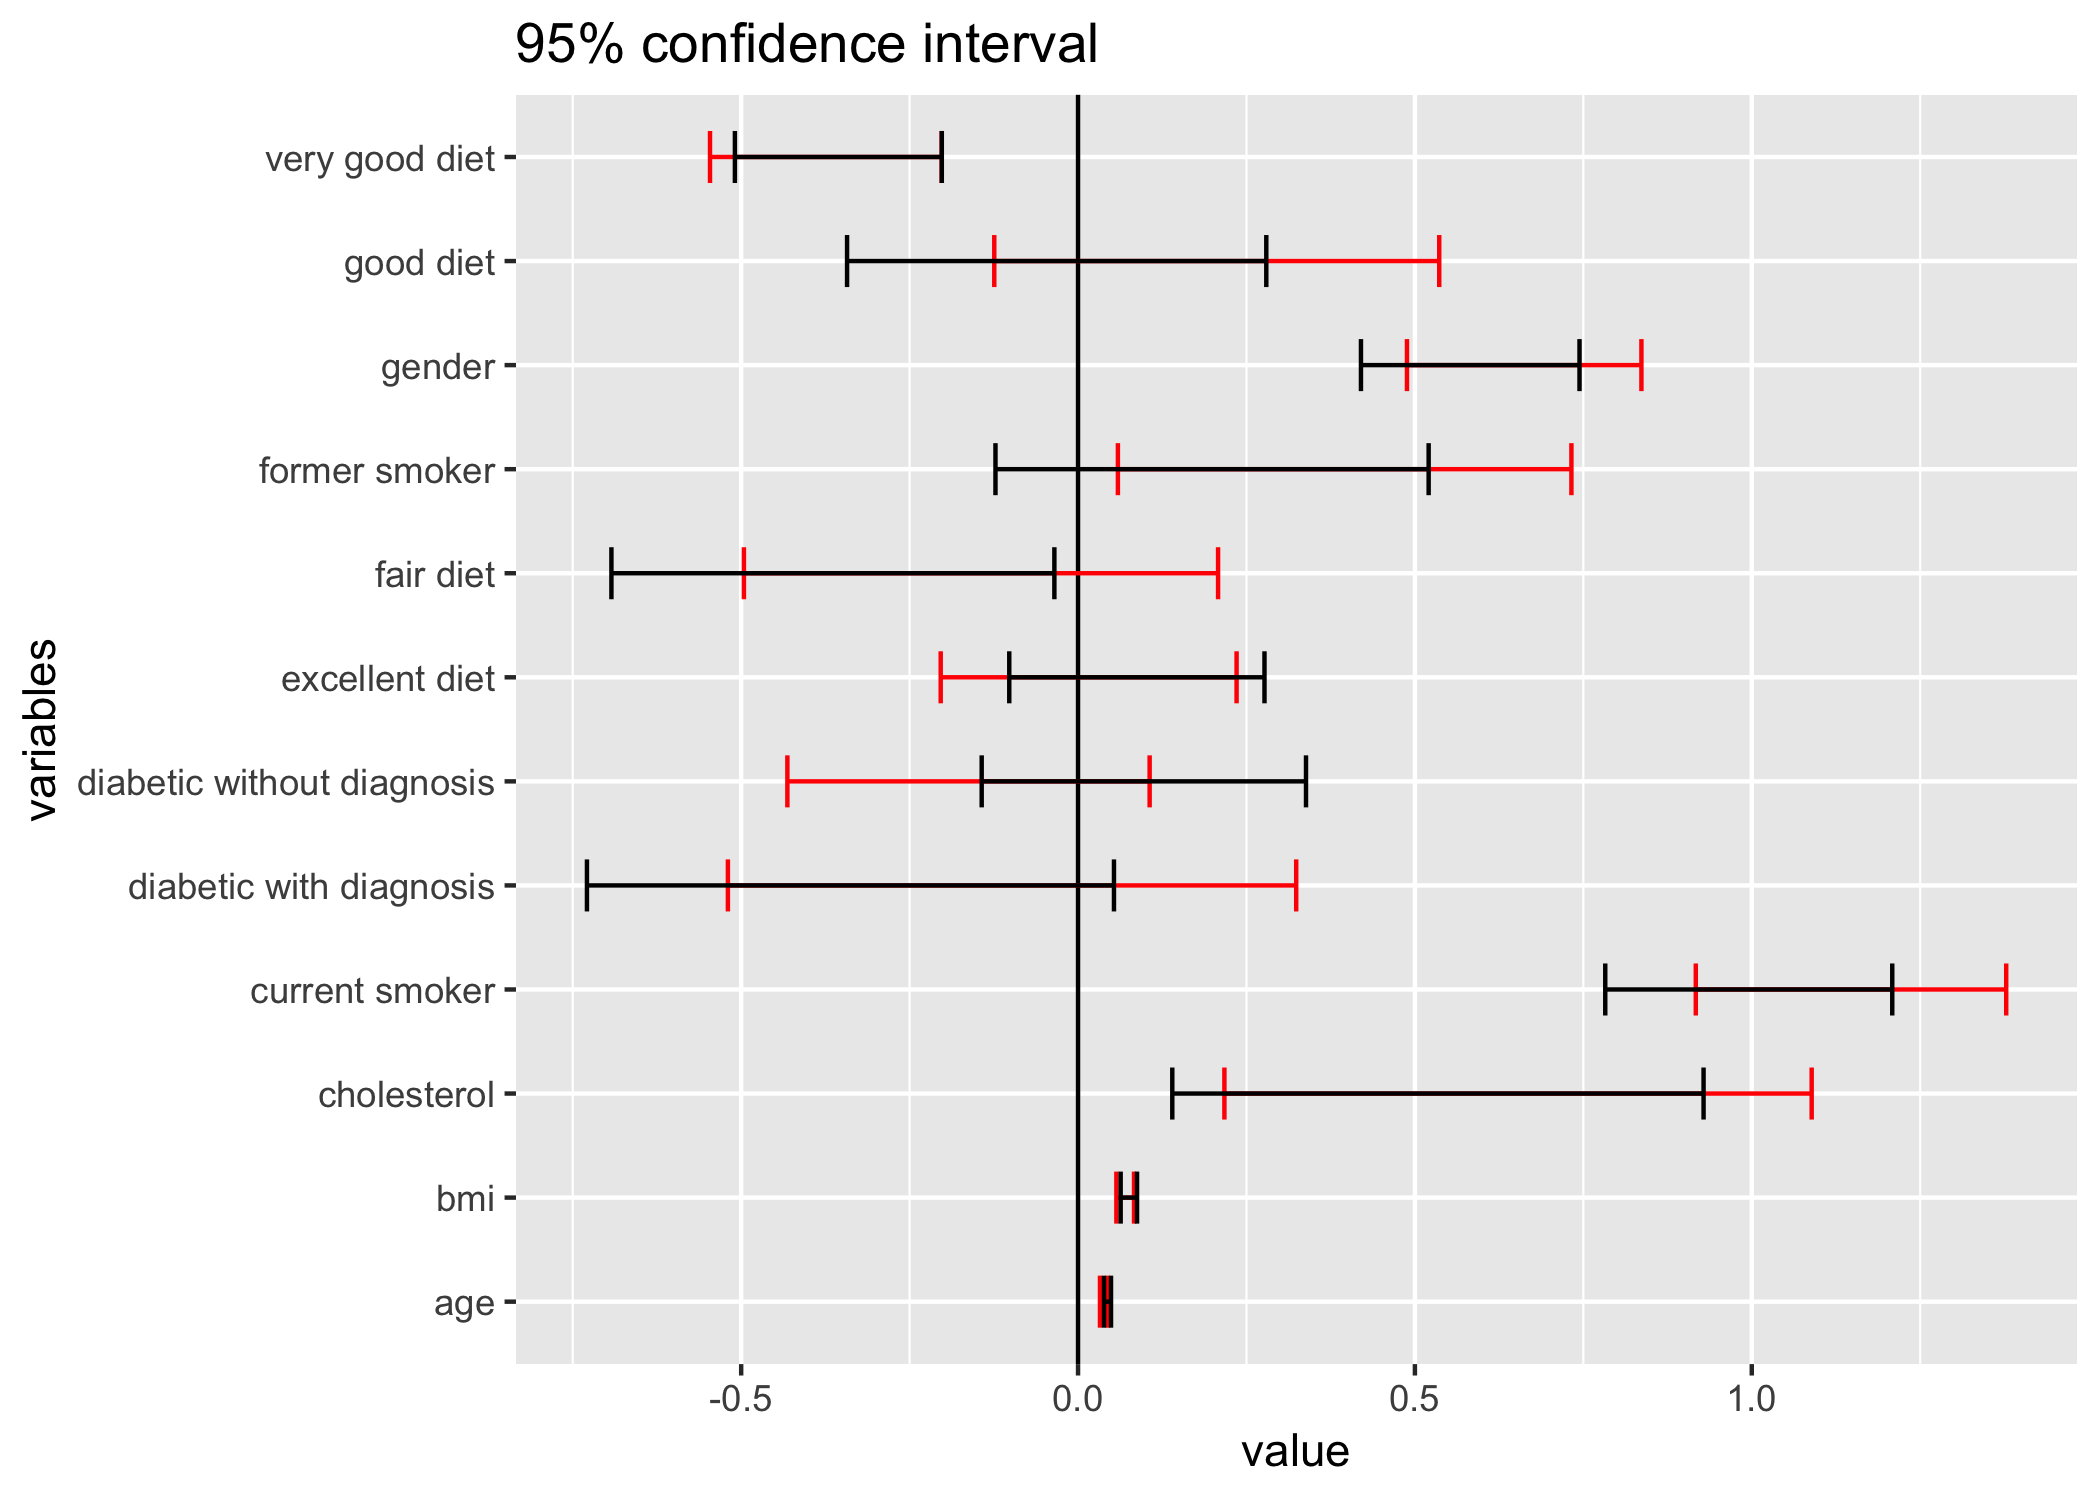 95% confidence interval
very good diet
good diet
gender
former smoker
fair diet
excellent diet
diabetic without diagnosis
diabetic with diagnosis
current smoker
cholesterol
bmi
age
variables
-0.5 0.0 0.5 1.0
value